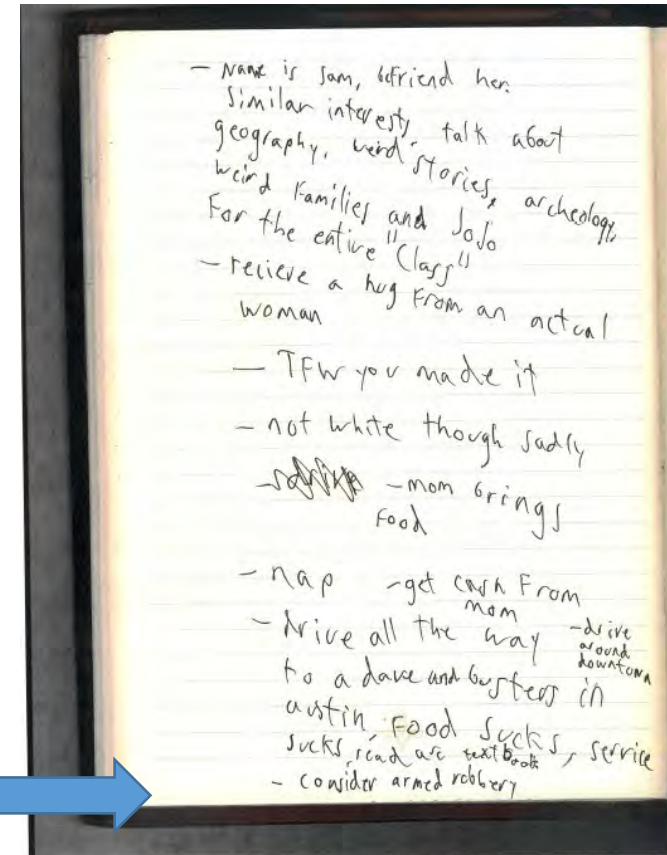 - Name is Sam, befriend her.
Similar interests, talk about
geography, weird stories, archeology,
weird families and JoJo
For the entire "Class"
- recieve a hug from an actual
woman
- TFW you made it
- not white though sadly
- mom brings
food
- nap - get cash from
mom
- drive all the way - drive
around
downtown
to a dave and busters in
austin, food sucks, service
sucks, read arc textbook
- consider armed robbery